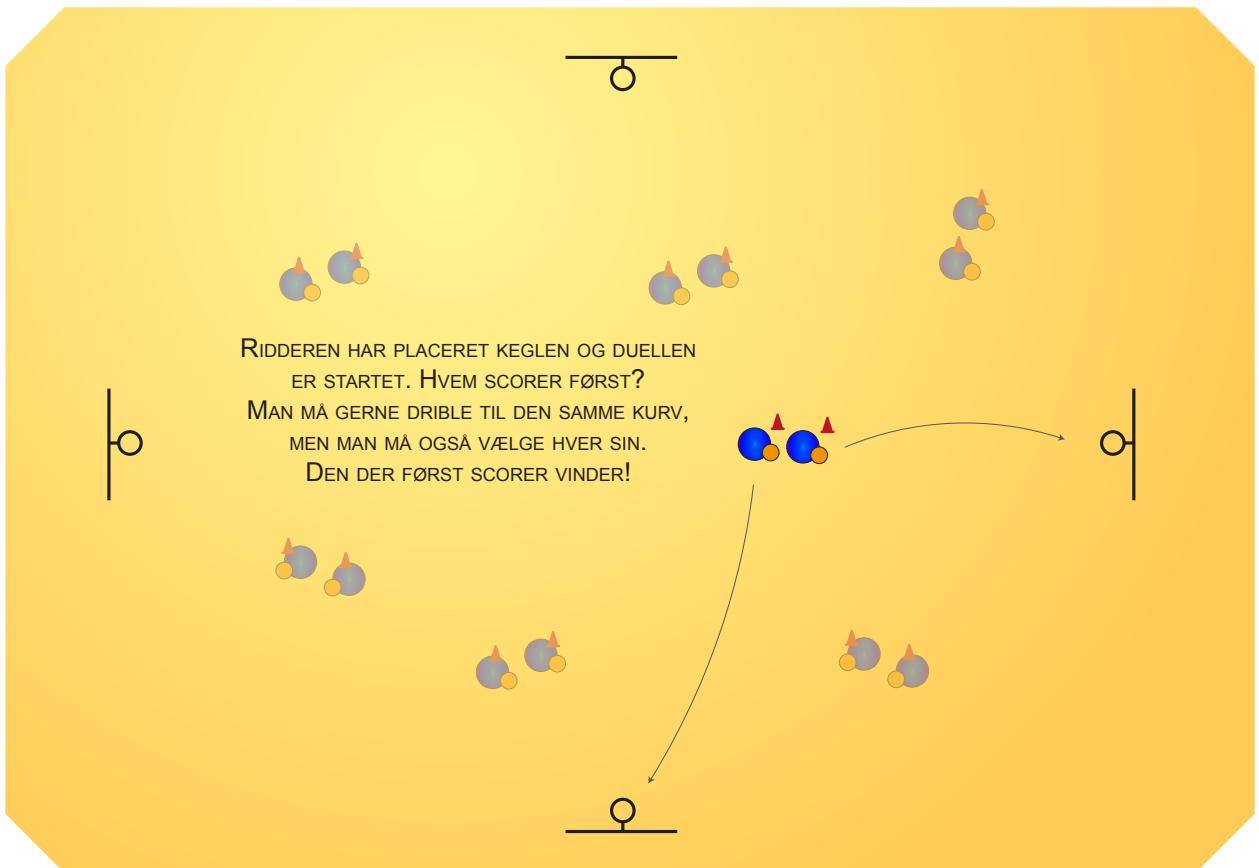 Ridderen har placeret keglen og duellen
er startet. Hvem scorer først?
Man må gerne drible til den samme kurv,
men man må også vælge hver sin.
Den der først scorer vinder!